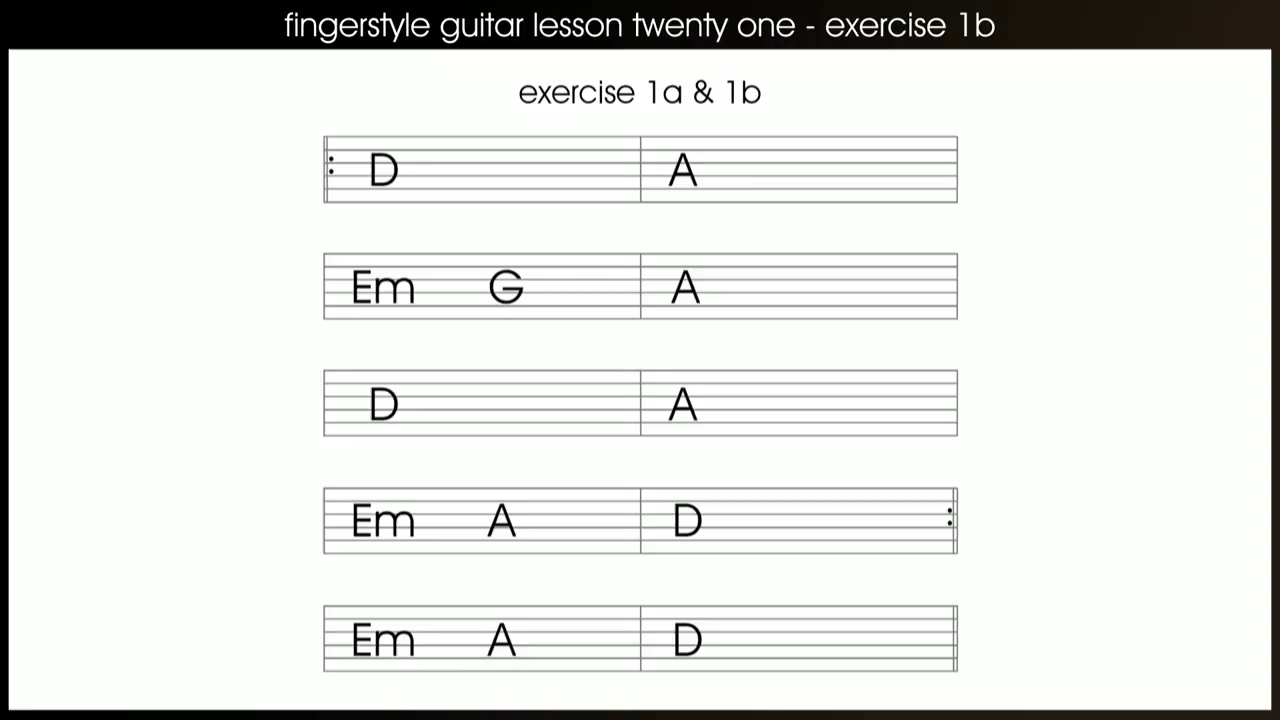 fingerstyle guitar lesson twenty one - exercise 1b
exercise 1a & 1b
D A
Em G A
D A
Em A D
Em A D